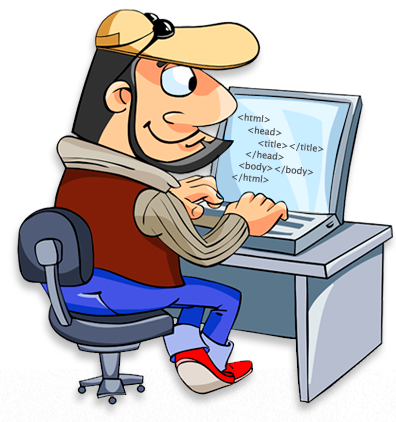 <html>
<head>
<title></title>
</head>
<body></body>
</html>